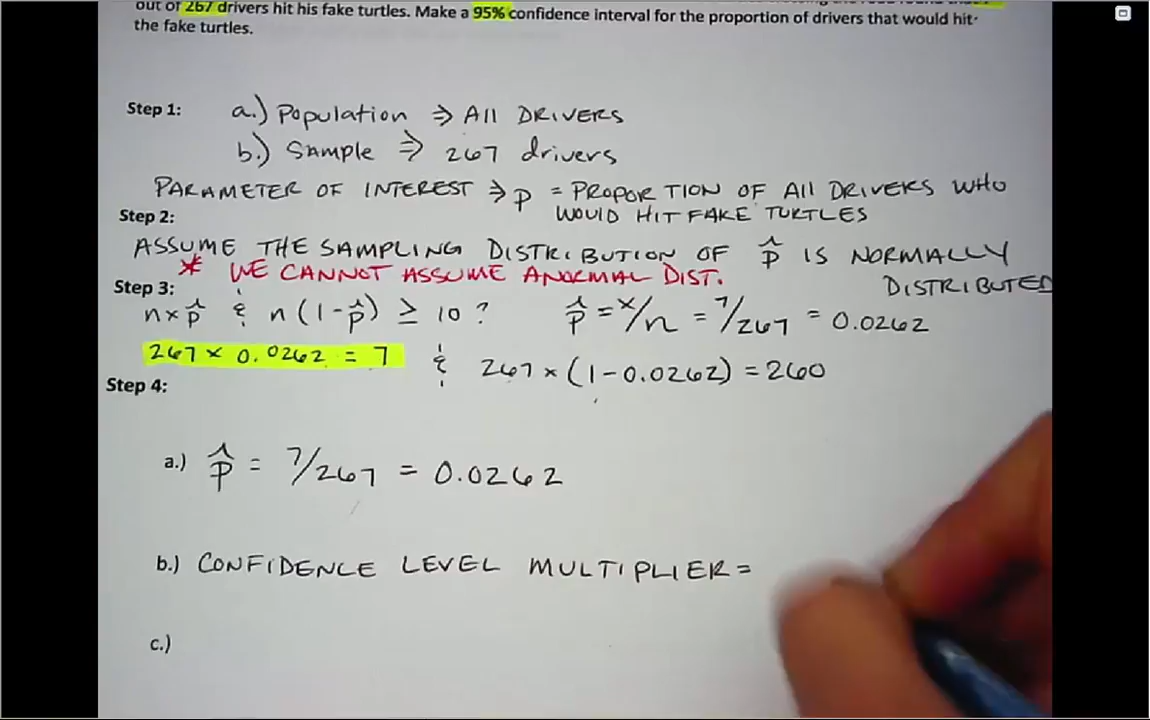 out of 267 drivers hit his fake turtles. Make a 95% confidence interval for the proportion of drivers that would hit
the fake turtles.
Step 1: a.) Population ⇒ All DRIVERS
b.) Sample ⇒ 267 drivers
PARAMETER OF INTEREST ⇒ p = PROPORTION OF All DRIVERS WHO
WOULD HIT FAKE TURTLES
Step 2:
ASSUME THE SAMPLING DISTRIBUTION OF p̂ IS NORMALLY
DISTRIBUTED
* WE CANNOT ASSUME A NORMAL DIST.
Step 3:
n×p̂ & n(1-p̂) ≥ 10 ? p̂ = x/n = 7/267 = 0.0262
267 × 0.0262 = 7 & 267 × (1-0.0262) = 260
Step 4:
a.) p̂ = 7/267 = 0.0262
b.) CONFIDENCE LEVEL MULTIPLIER =
c.)